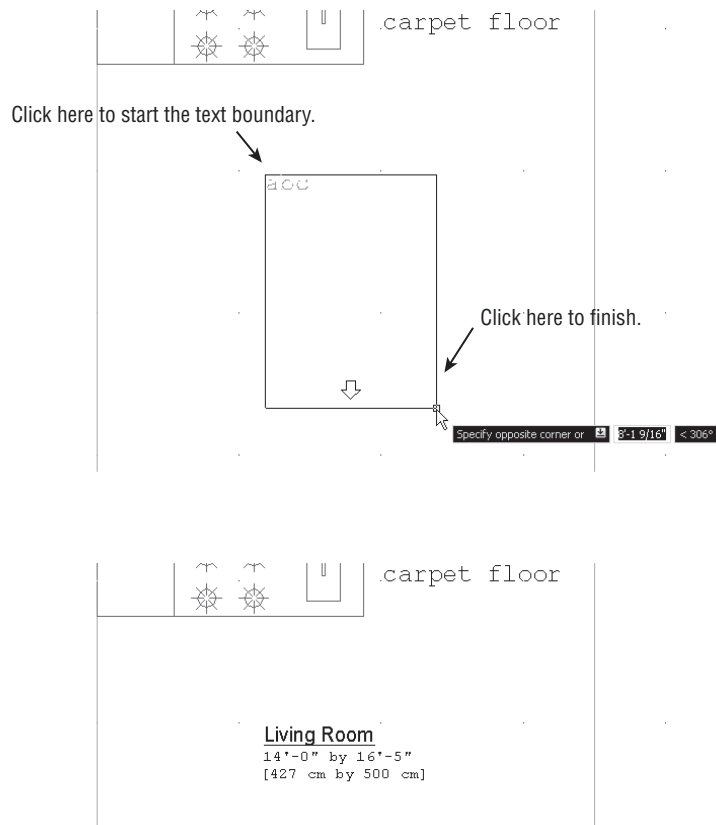 carpet floor
Click here to start the text boundary.
abc
Click here to finish.
Specify opposite corner or 8'-1 9/16" < 306°
carpet floor
Living Room
14'-0" by 16'-5"
[427 cm by 500 cm]